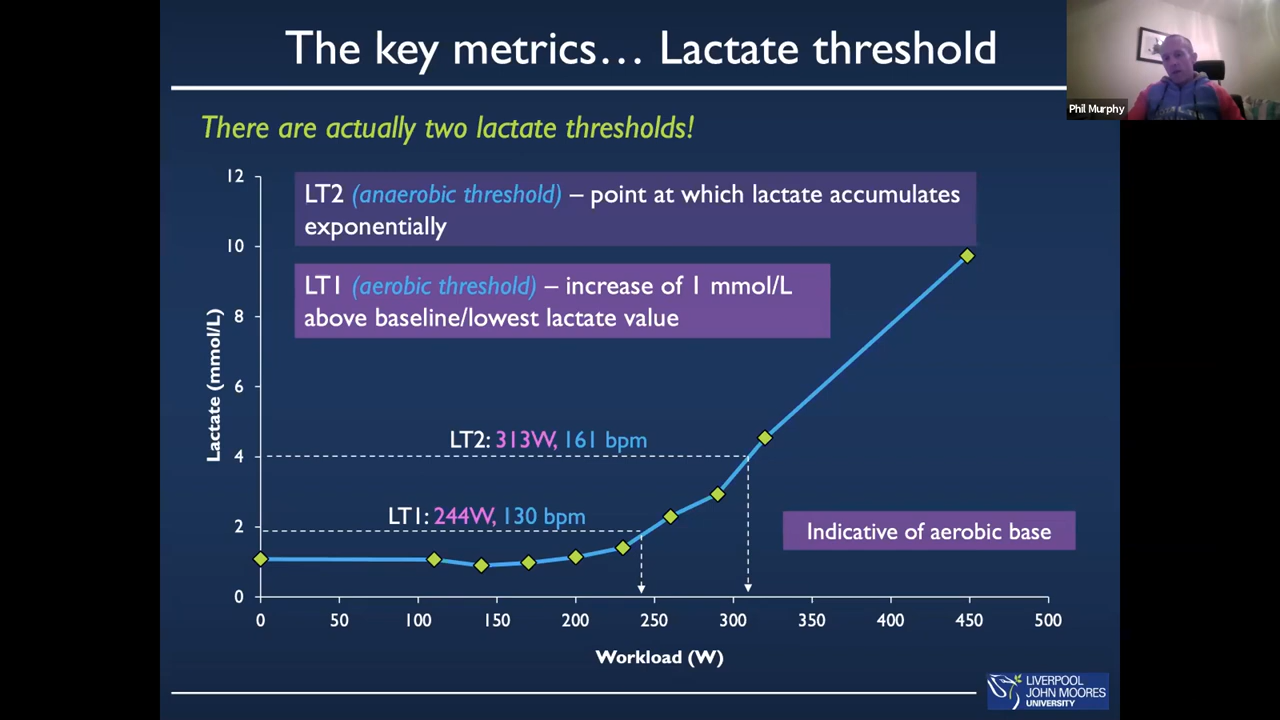 The key metrics... Lactate threshold
Phil Murphy
There are actually two lactate thresholds!
LT2 (anaerobic threshold) – point at which lactate accumulates
exponentially
LT1 (aerobic threshold) – increase of 1 mmol/L
above baseline/lowest lactate value
12
10
8
6
4
2
0
Lactate (mmol/L)
LT2: 313W, 161 bpm
LT1: 244W, 130 bpm
Indicative of aerobic base
0 50 100 150 200 250 300 350 400 450 500
Workload (W)
LIVERPOOL
JOHN MOORES
UNIVERSITY